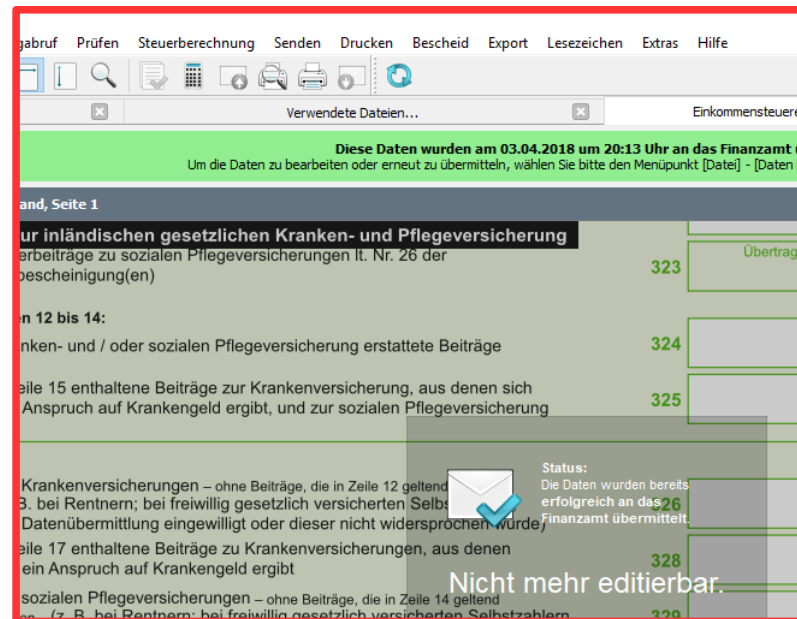 gabruf Prüfen Steuerberechnung Senden Drucken Bescheid Export Lesezeichen Extras Hilfe
Verwendete Dateien... Einkommensteuere
Diese Daten wurden am 03.04.2018 um 20:13 Uhr an das Finanzamt
Um die Daten zu bearbeiten oder erneut zu übermitteln, wählen Sie bitte den Menüpunkt [Datei] - [Daten
and, Seite 1
ur inländischen gesetzlichen Kranken- und Pflegeversicherung
erbeiträge zu sozialen Pflegeversicherungen lt. Nr. 26 der
bescheinigung(en)
323 Übertrag
n 12 bis 14:
nken- und / oder sozialen Pflegeversicherung erstattete Beiträge 324
eile 15 enthaltene Beiträge zur Krankenversicherung, aus denen sich
Anspruch auf Krankengeld ergibt, und zur sozialen Pflegeversicherung 325
Krankenversicherungen – ohne Beiträge, die in Zeile 12 geltend
B. bei Rentnern; bei freiwillig gesetzlich versicherten Selbs 326
Datenübermittlung eingewilligt oder dieser nicht widersprochen wurde)
Status:
Die Daten wurden bereits
erfolgreich an das
Finanzamt übermittelt.
eile 17 enthaltene Beiträge zu Krankenversicherungen, aus denen
ein Anspruch auf Krankengeld ergibt 328
Nicht mehr editierbar.
sozialen Pflegeversicherungen – ohne Beiträge, die in Zeile 14 geltend
(z. B. bei Rentnern; bei freiwillig gesetzlich versicherten Selbstzahlern 329